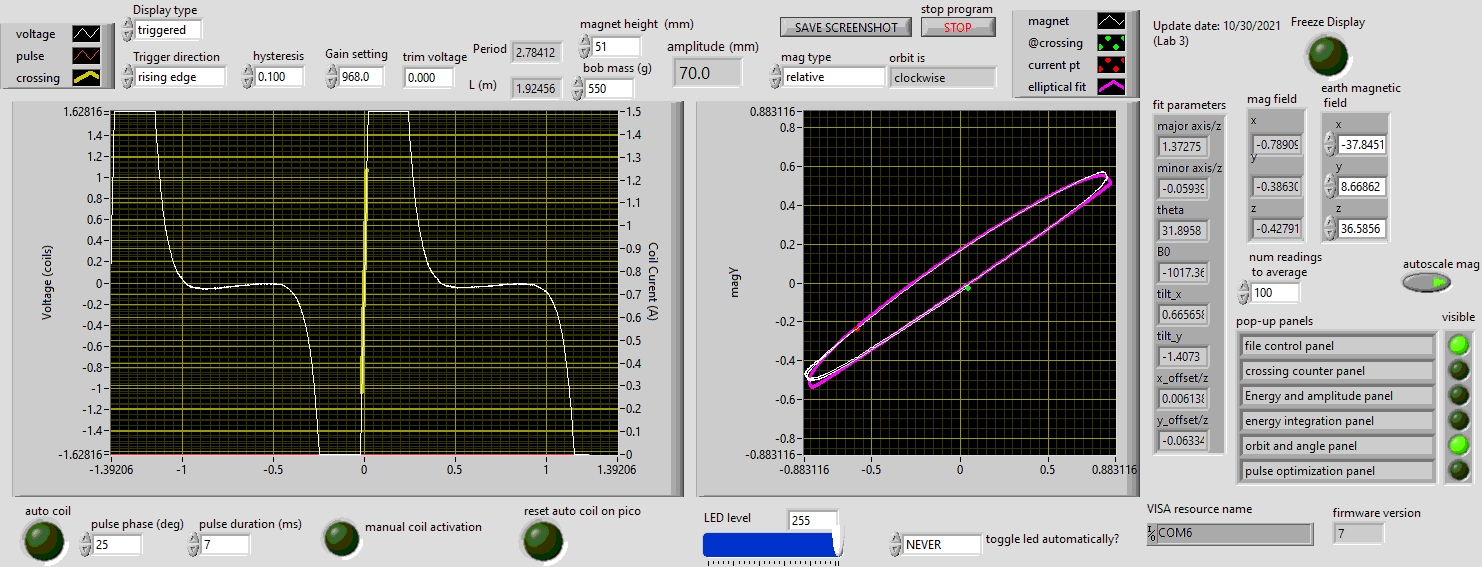 voltage
pulse
crossing
Display type
triggered
Trigger direction
rising edge
hysteresis
0.100
Gain setting
968.0
trim voltage
0.000
Period
2.78412
L (m)
1.92456
magnet height (mm)
51
bob mass (g)
550
amplitude (mm)
70.0
SAVE SCREENSHOT
stop program
STOP
mag type
relative
orbit is
clockwise
magnet
@crossing
current pt
elliptical fit
Update date: 10/30/2021
(Lab 3)
Freeze Display
Voltage (coils)
1.62816
1.4
1.2
1
0.8
0.6
0.4
0.2
0
-0.2
-0.4
-0.6
-0.8
-1
-1.2
-1.4
-1.62816
-1.39206
-1
-0.5
0
0.5
1
1.39206
1.5
1.4
1.3
1.2
1.1
1
0.9
0.8
0.7
0.6
0.5
0.4
0.3
0.2
0.1
0
Coil Current (A)
magy
0.883116
0.8
0.6
0.4
0.2
0
-0.2
-0.4
-0.6
-0.8
-0.883116
-0.883116
-0.5
0
0.5
0.883116
fit parameters
major axis/z
1.37275
minor axis/z
-0.05939
theta
31.8958
B0
-1017.36
tilt_x
0.665658
tilt_y
-1.4073
x_offset/z
0.006138
y_offset/z
-0.06334
mag field
x
-0.78909
y
-0.38630
z
-0.42791
earth magnetic
field
x
-37.8451
y
8.66862
z
36.5856
num readings
to average
100
autoscale mag
pop-up panels
visible
file control panel
crossing counter panel
Energy and amplitude panel
energy integration panel
orbit and angle panel
pulse optimization panel
auto coil
pulse phase (deg)
25
pulse duration (ms)
7
manual coil activation
reset auto coil on pico
LED level
255
NEVER
toggle led automatically?
VISA resource name
COM6
firmware version
7